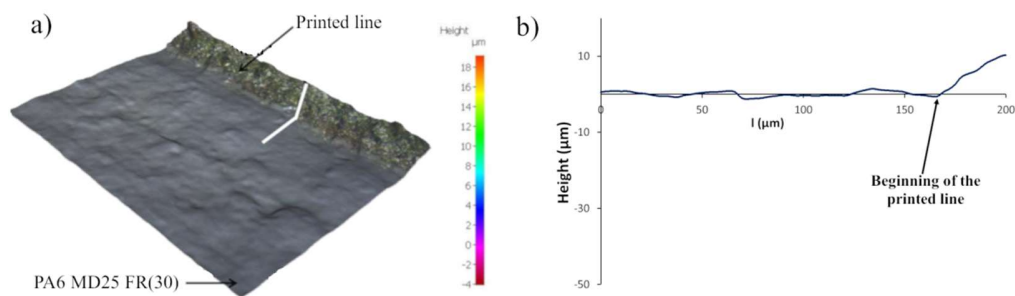 a)
Printed line
PA6 MD25 FR(30)
Height
µm
18
16
14
12
10
8
6
4
2
0
-2
-4
b)
Height (µm)
10
-10
-30
-50
0
50
100
150
200
l (µm)
Beginning of the
printed line